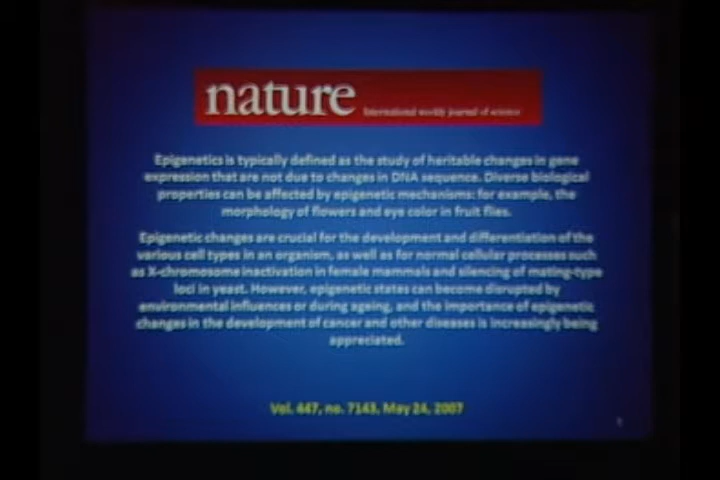 nature International weekly journal of science
Epigenetics is typically defined as the study of heritable changes in gene
expression that are not due to changes in DNA sequence. Diverse biological
properties can be affected by epigenetic mechanisms: for example, the
morphology of flowers and eye color in fruit flies.
Epigenetic changes are crucial for the development and differentiation of the
various cell types in an organism, as well as for normal cellular processes such
as X-chromosome inactivation in female mammals and silencing of mating-type
loci in yeast. However, epigenetic states can become disrupted by
environmental influences or during ageing, and the importance of epigenetic
changes in the development of cancer and other diseases is increasingly being
appreciated.
Vol. 447, no. 7143, May 24, 2007